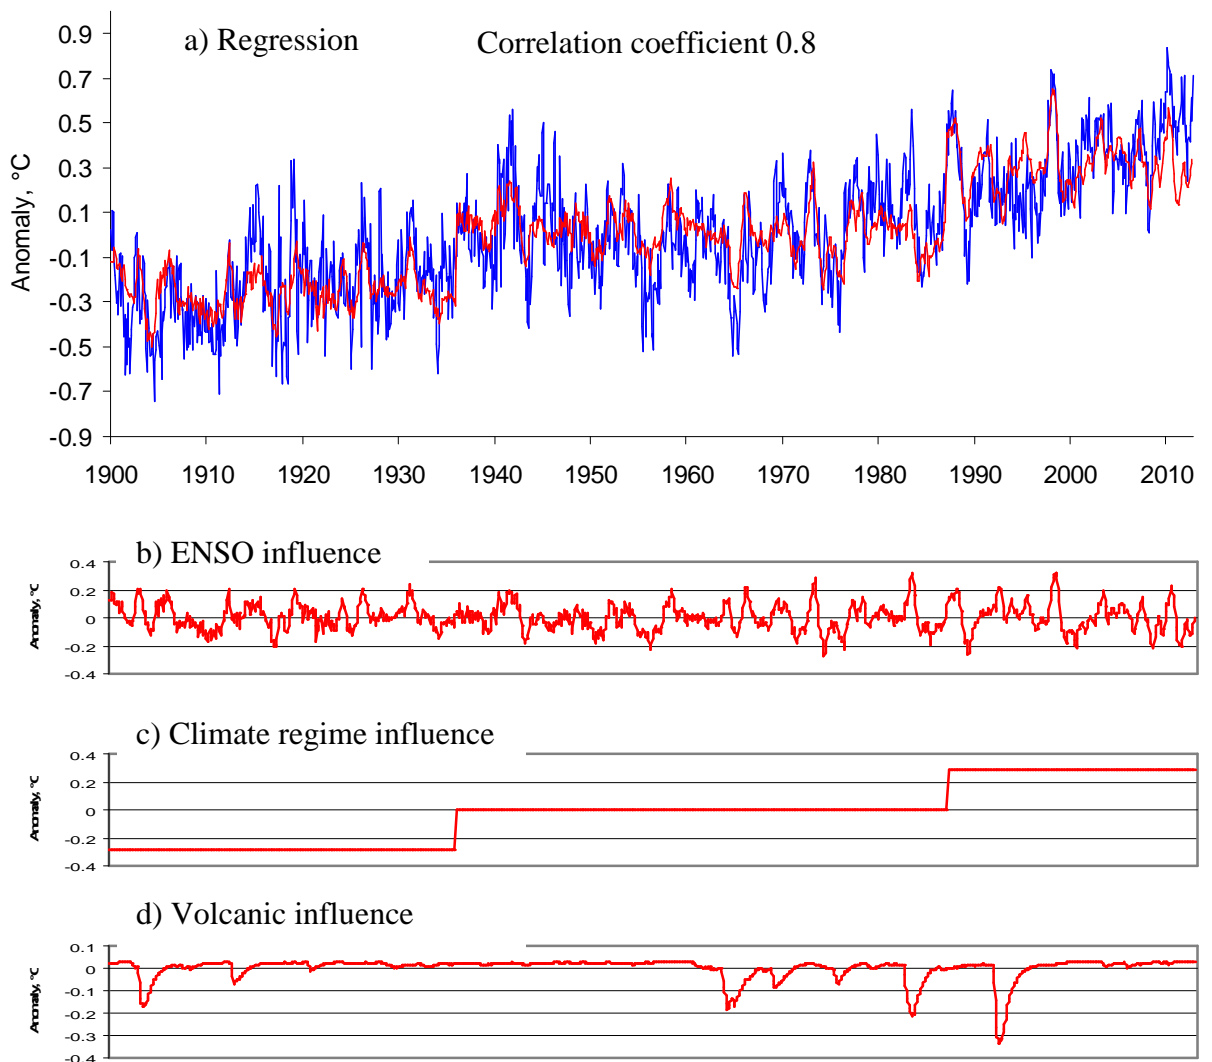 a) Regression Correlation coefficient 0.8
0.9
0.7
0.5
0.3
0.1
-0.1
-0.3
-0.5
-0.7
-0.9
Anomaly, °C
1900 1910 1920 1930 1940 1950 1960 1970 1980 1990 2000 2010
b) ENSO influence
0.4
0.2
0
-0.2
-0.4
Anomaly, °C
c) Climate regime influence
0.4
0.2
0
-0.2
-0.4
Anomaly, °C
d) Volcanic influence
0.1
0
-0.1
-0.2
-0.3
-0.4
Anomaly, °C